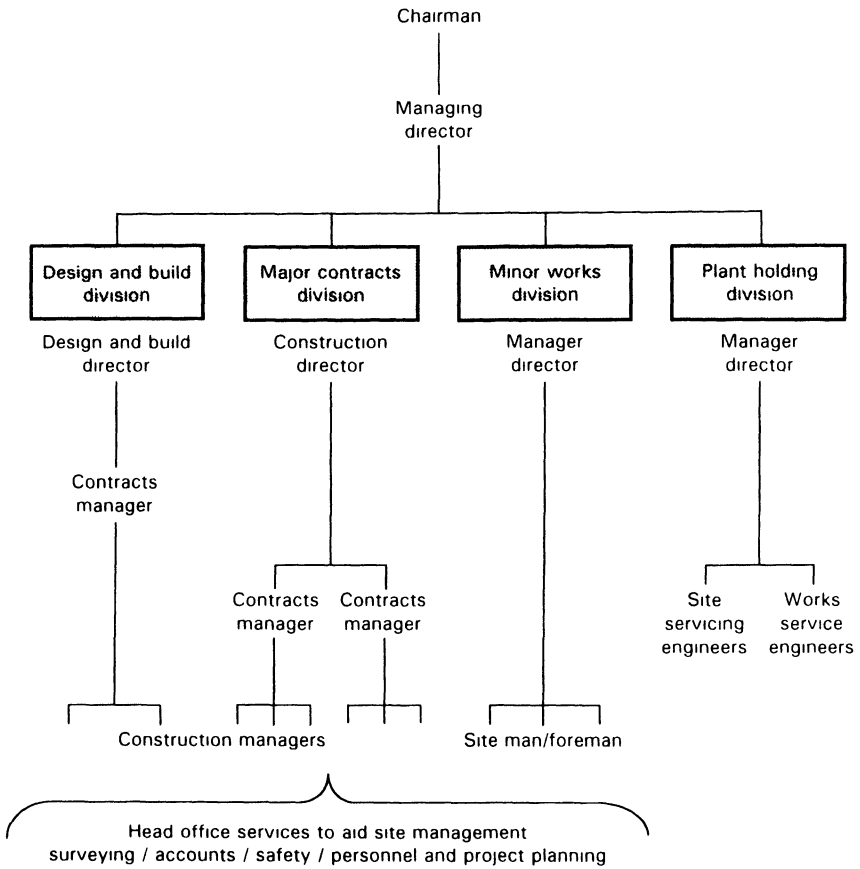 Chairman
Managing
director
Design and build
division
Major contracts
division
Minor works
division
Plant holding
division
Design and build
director
Construction
director
Manager
director
Manager
director
Contracts
manager
Contracts
manager
Contracts
manager
Site
servicing
engineers
Works
service
engineers
Construction managers
Site man/foreman
Head office services to aid site management
surveying / accounts / safety / personnel and project planning